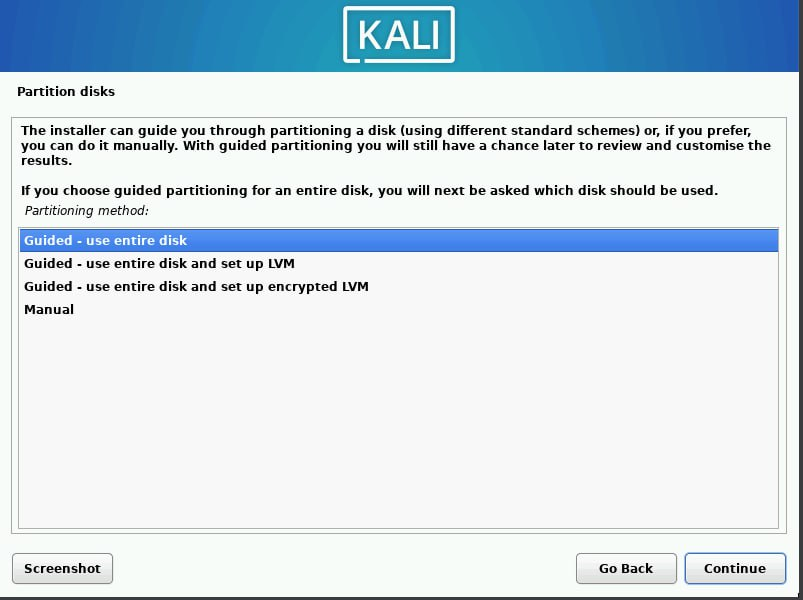 KALI
Partition disks
The installer can guide you through partitioning a disk (using different standard schemes) or, if you prefer,
you can do it manually. With guided partitioning you will still have a chance later to review and customise the
results.
If you choose guided partitioning for an entire disk, you will next be asked which disk should be used.
Partitioning method:
Guided - use entire disk
Guided - use entire disk and set up LVM
Guided - use entire disk and set up encrypted LVM
Manual
Screenshot
Go Back
Continue